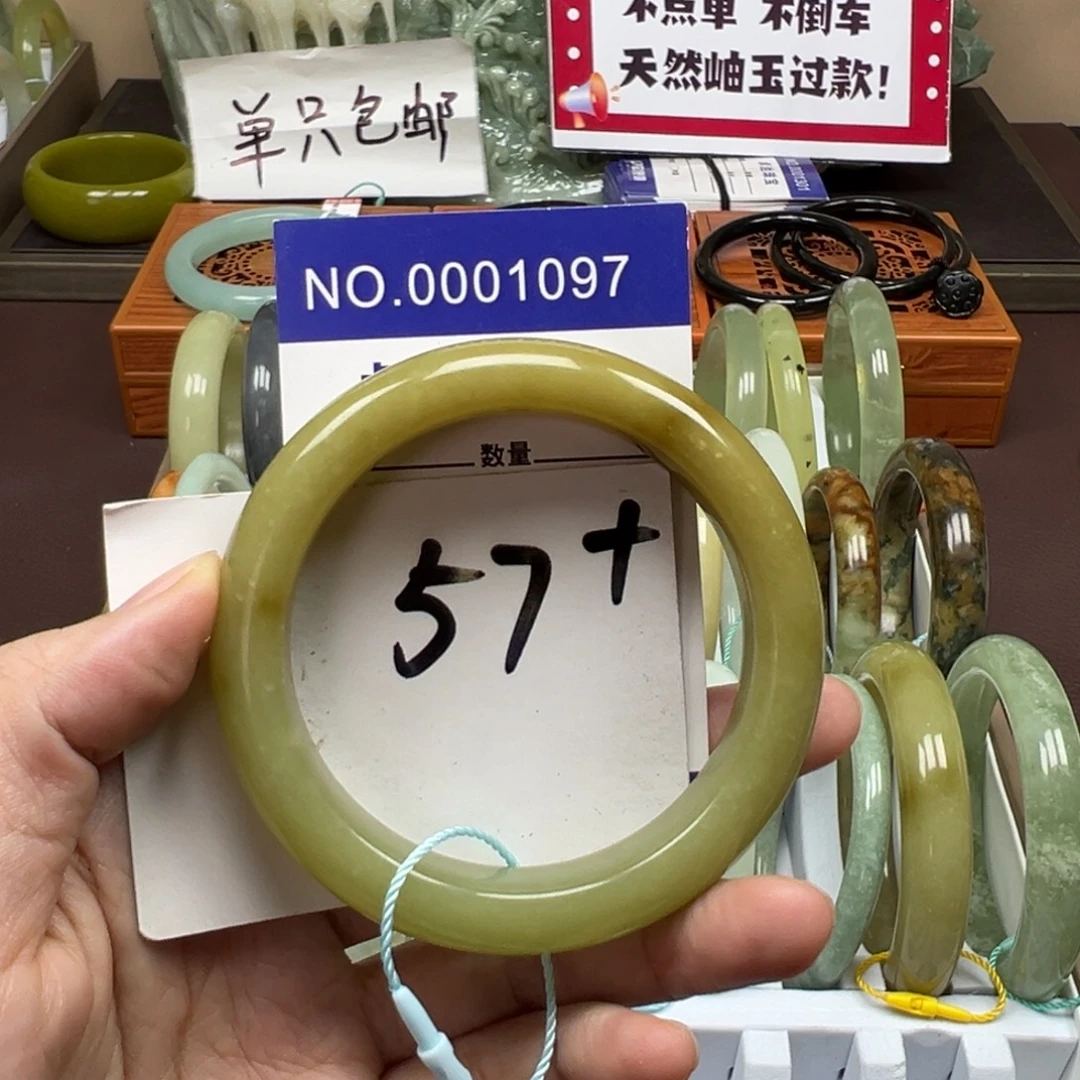 不点单 不倒车
天然岫玉过款!
单只包邮
NO.0001097
数量
57+